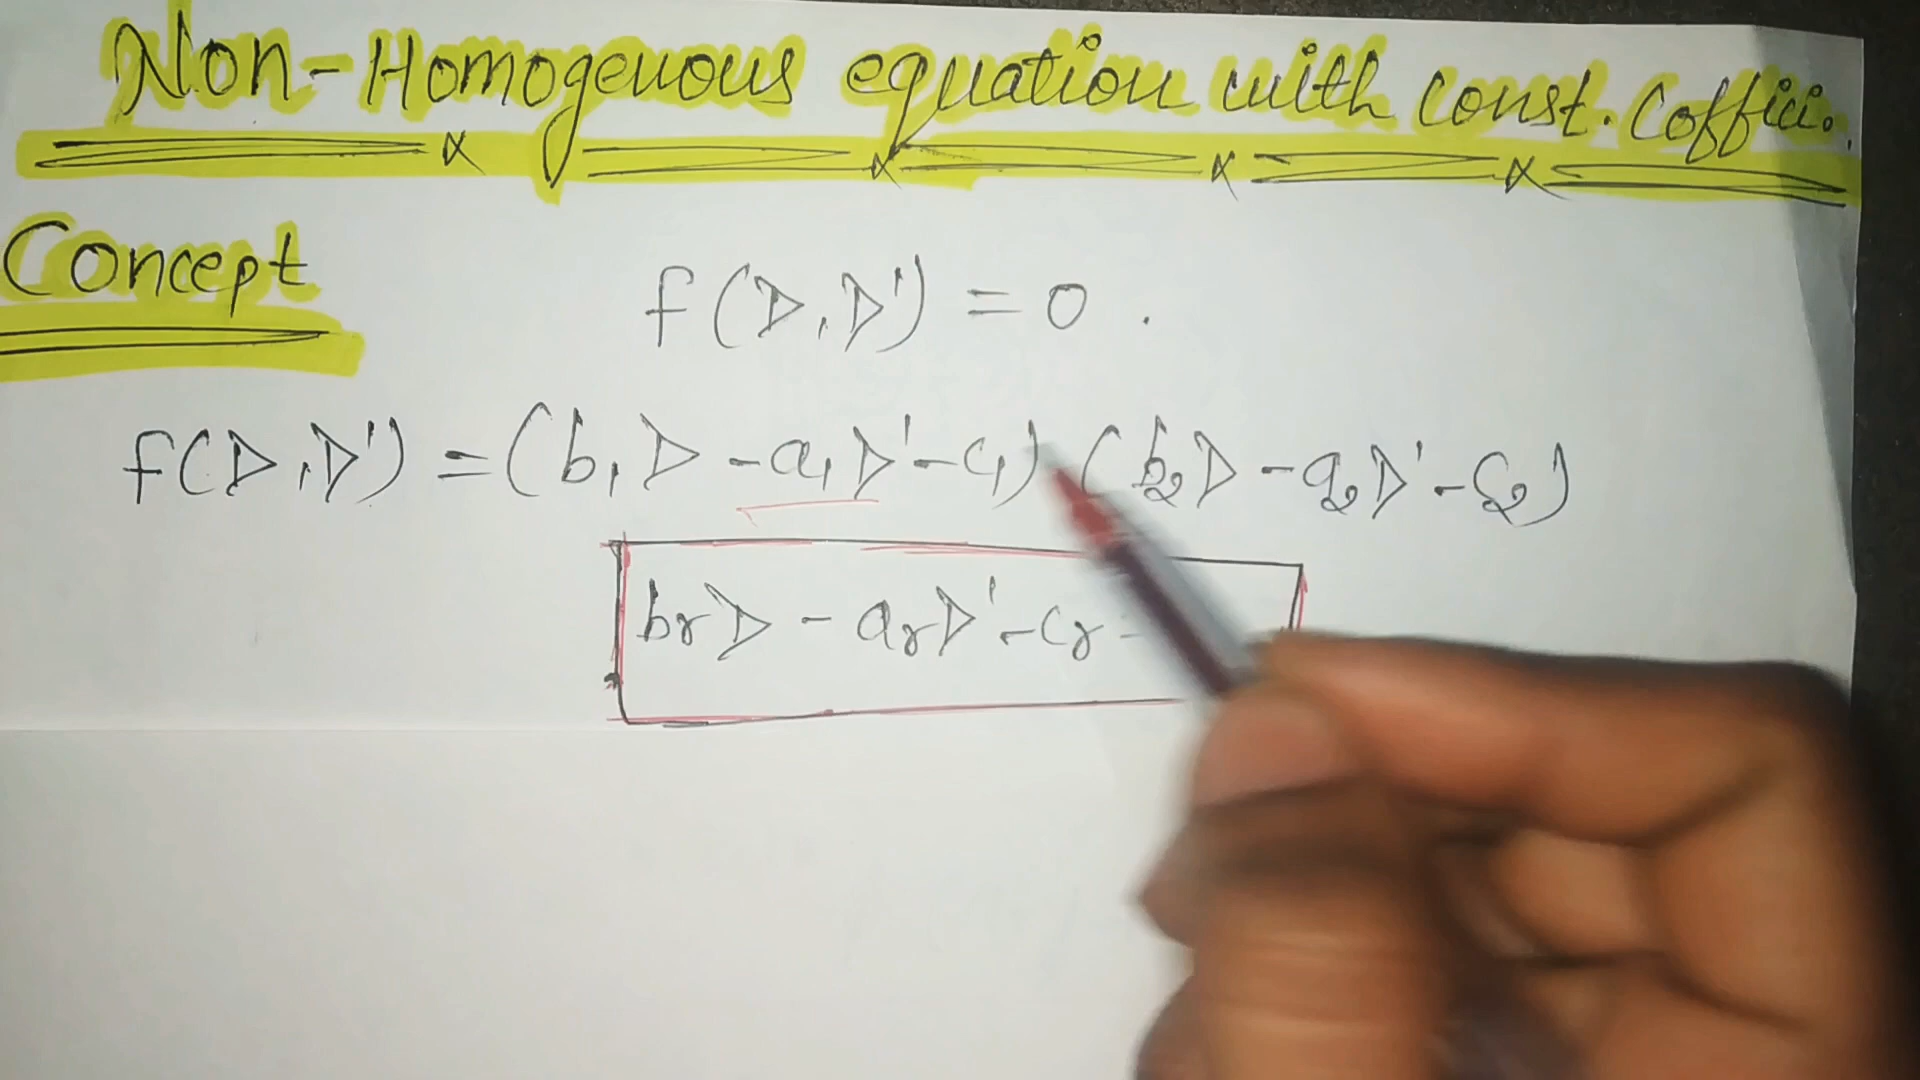 Non-Homogenous equation with const. Coffici.
Concept
f(D,D') = 0 .
f(D,D') = (b₁D - a₁D' - c₁) (b₂D - a₂D' - c₂)
brD - arD' - cr -